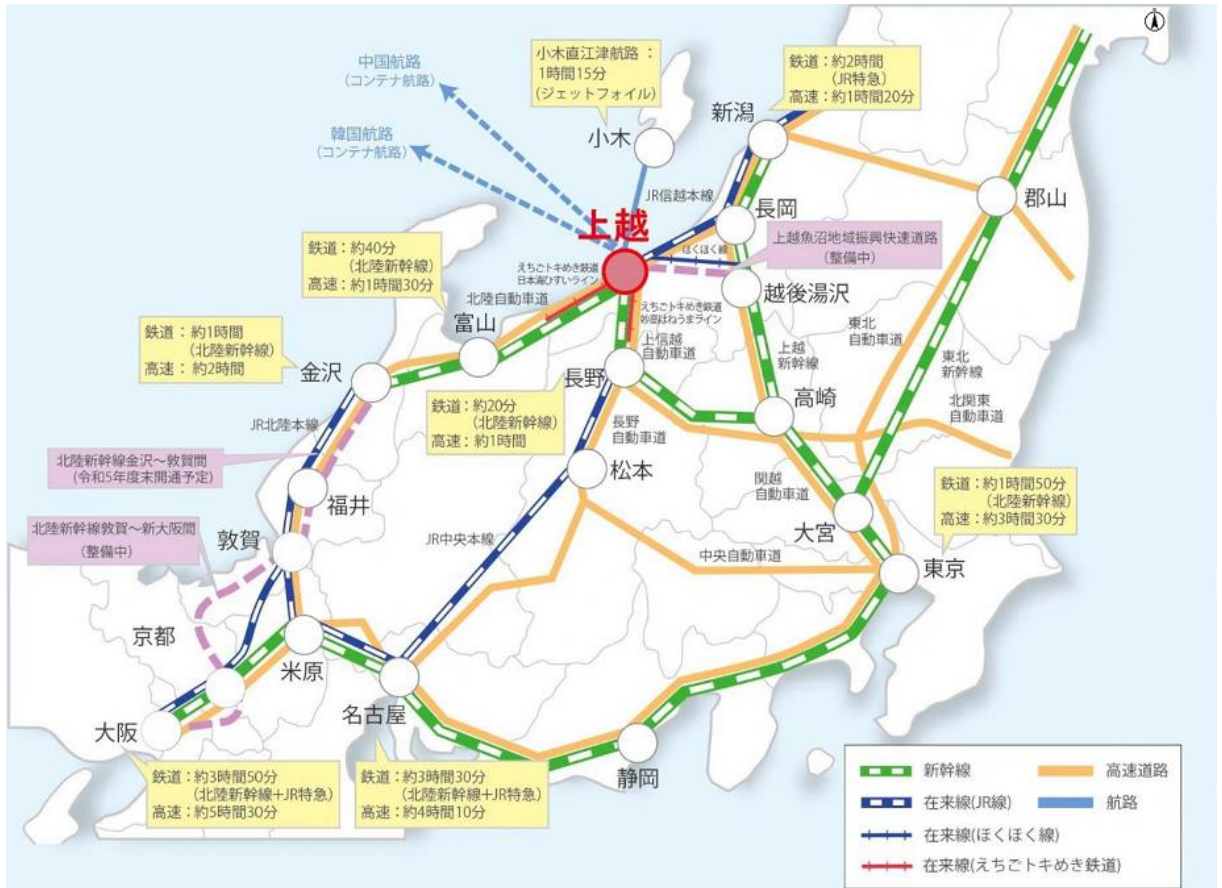 中国航路
(コンテナ航路)
韓国航路
(コンテナ航路)
小木直江津航路 :
1時間15分
(ジェットフォイル)
小木
鉄道：約2時間
(JR特急)
高速：約1時間20分
新潟
郡山
JR信越本線
長岡
上越
ほくほく線
上越魚沼地域振興快速道路
(整備中)
鉄道：約40分
(北陸新幹線)
高速：約1時間30分
えちごトキめき鉄道
日本海ひすいライン
北陸自動車道
富山
越後湯沢
えちごトキめき鉄道
妙高はねうまライン
上信越
自動車道
上越
新幹線
東北
自動車道
東北
新幹線
鉄道：約1時間
(北陸新幹線)
高速：約2時間
金沢
長野
鉄道：約20分
(北陸新幹線)
高速：約1時間
高崎
北関東
自動車道
JR北陸本線
長野
自動車道
松本
北陸新幹線金沢～敦賀間
(令和5年度末開通予定)
福井
関越
自動車道
鉄道：約1時間50分
(北陸新幹線)
高速：約3時間30分
大宮
北陸新幹線敦賀～新大阪間
(整備中)
敦賀
JR中央本線
中央自動車道
東京
京都
米原
大阪
名古屋
静岡
鉄道：約3時間50分
(北陸新幹線+JR特急)
高速：約5時間30分
鉄道：約3時間30分
(北陸新幹線+JR特急)
高速：約4時間10分
新幹線
高速道路
在来線(JR線)
航路
在来線(ほくほく線)
在来線(えちごトキめき鉄道)